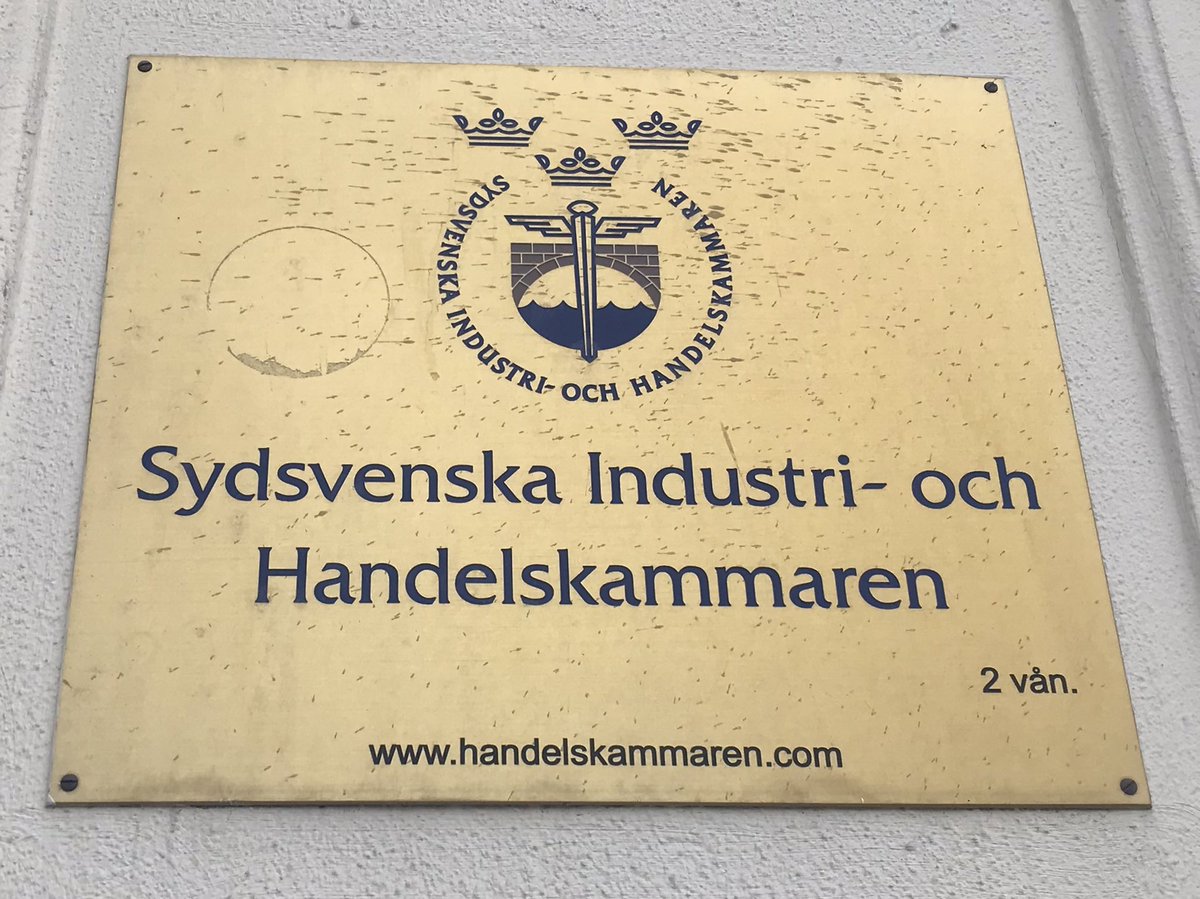 SYDSVENSKA INDUSTRI- OCH HANDELSKAMMAREN
Sydsvenska Industri- och
Handelskammaren
2 vån.
www.handelskammaren.com